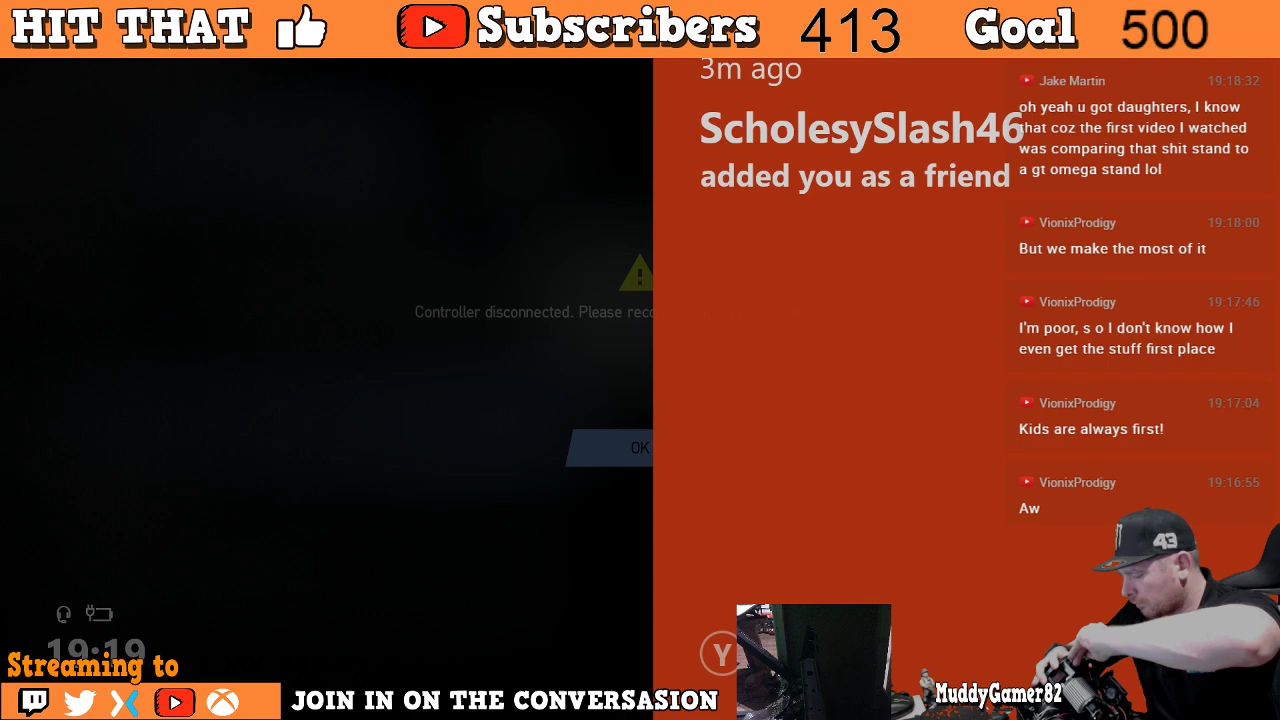 HIT THAT
Subscribers 413
Goal 500
3m ago
ScholesySlash46
added you as a friend
Controller disconnected. Please reco
OK
Jake Martin 19:18:32
oh yeah u got daughters, I know
that coz the first video I watched
was comparing that shit stand to
a gt omega stand lol
VionixProdigy 19:18:00
But we make the most of it
VionixProdigy 19:17:46
I'm poor, s o I don't know how I
even get the stuff first place
VionixProdigy 19:17:04
Kids are always first!
VionixProdigy 19:16:55
Aw
43
19:19
Y
Streaming to
JOIN IN ON THE CONVERSASION
MuddyGamer82